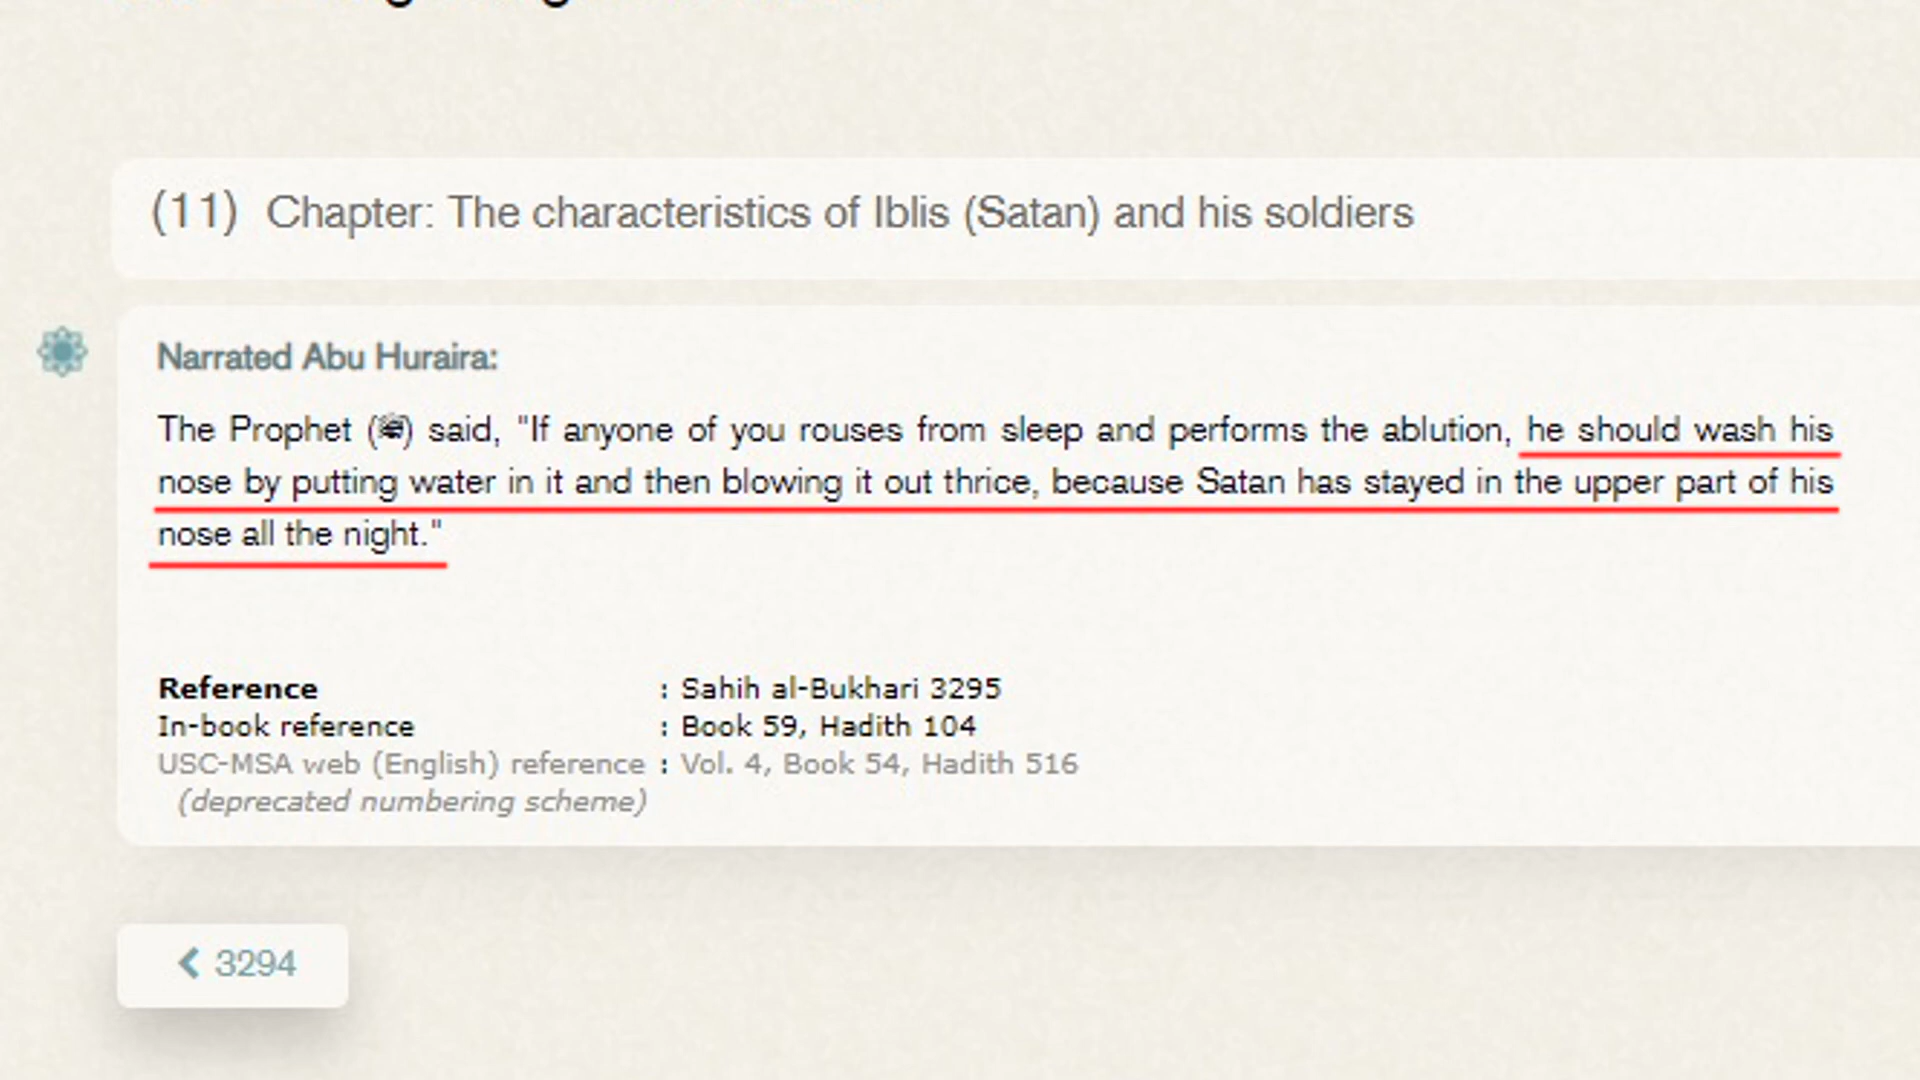 (11) Chapter: The characteristics of Iblis (Satan) and his soldiers
Narrated Abu Huraira:
The Prophet (ﷺ) said, "If anyone of you rouses from sleep and performs the ablution, he should wash his
nose by putting water in it and then blowing it out thrice, because Satan has stayed in the upper part of his
nose all the night."
Reference : Sahih al-Bukhari 3295
In-book reference : Book 59, Hadith 104
USC-MSA web (English) reference : Vol. 4, Book 54, Hadith 516
(deprecated numbering scheme)
3294